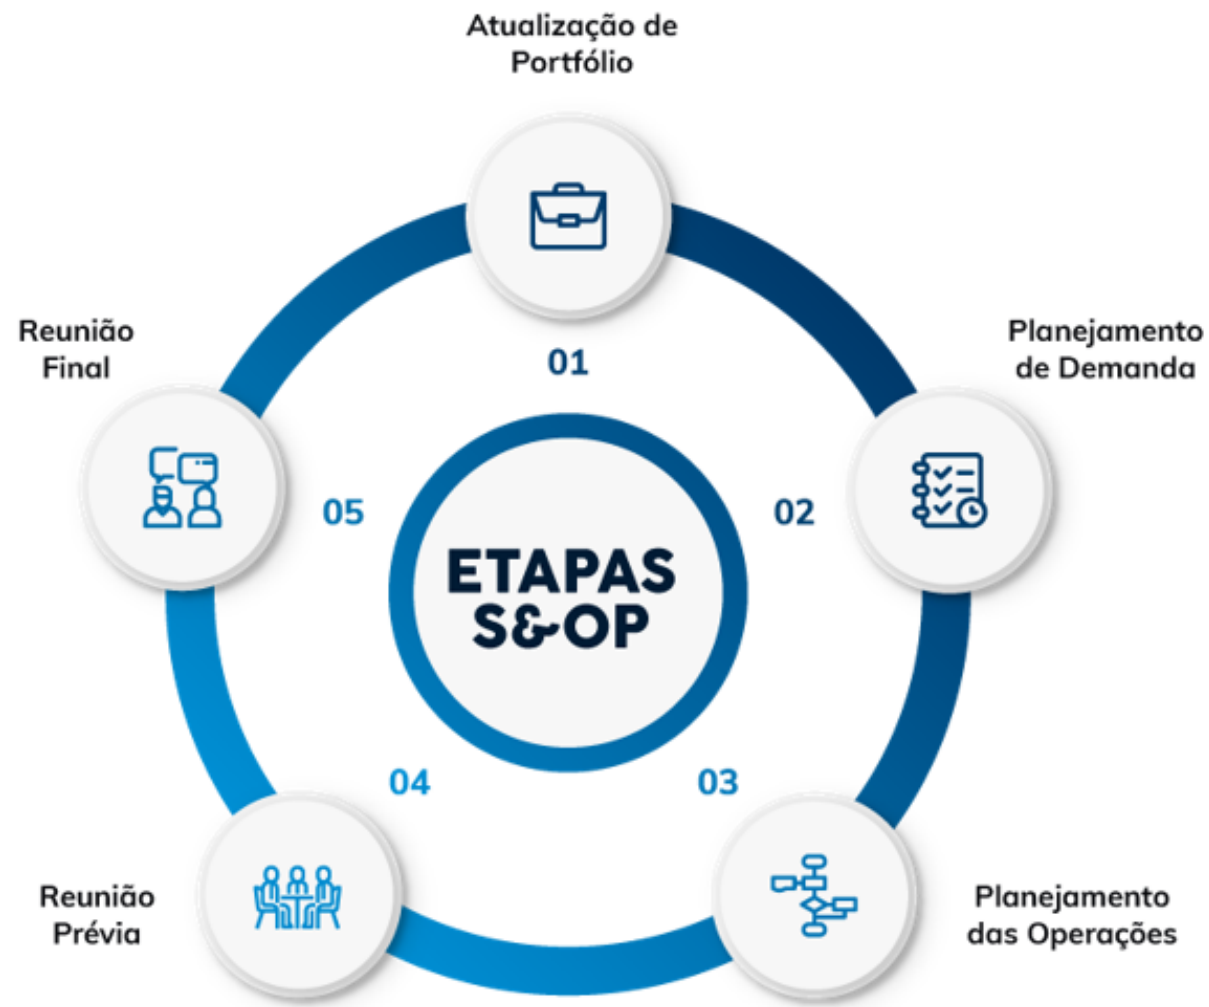 Atualização de
Portfólio
01
Planejamento
de Demanda
02
Planejamento
das Operações
03
Reunião
Prévia
04
Reunião
Final
05
ETAPAS
S&OP